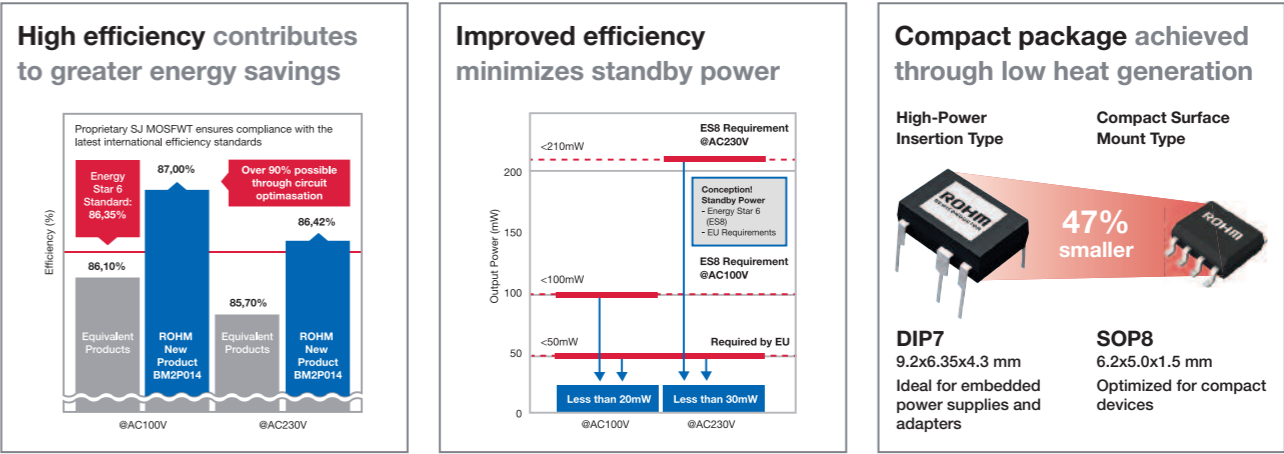 High efficiency contributes
to greater energy savings
Proprietary SJ MOSFWT ensures compliance with the
latest international efficiency standards
Energy
Star 6
Standard:
86,35%
87,00%
Over 90% possible
through circuit
optimasation
86,42%
86,10%
85,70%
Efficiency (%)
Equivalent
Products
ROHM
New
Product
BM2P014
Equivalent
Products
ROHM
New
Product
BM2P014
@AC100V
@AC230V
Improved efficiency
minimizes standby power
Output Power (mW)
200
150
100
50
0
<210mW
ES8 Requirement
@AC230V
Conception!
Standby Power
- Energy Star 6
(ES8)
- EU Requirements
ES8 Requirement
@AC100V
<100mW
<50mW
Required by EU
Less than 20mW
Less than 30mW
@AC100V
@AC230V
Compact package achieved
through low heat generation
High-Power
Insertion Type
Compact Surface
Mount Type
ROHM
SEMICONDUCTOR
47%
smaller
ROHM
DIP7
9.2x6.35x4.3 mm
Ideal for embedded
power supplies and
adapters
SOP8
6.2x5.0x1.5 mm
Optimized for compact
devices